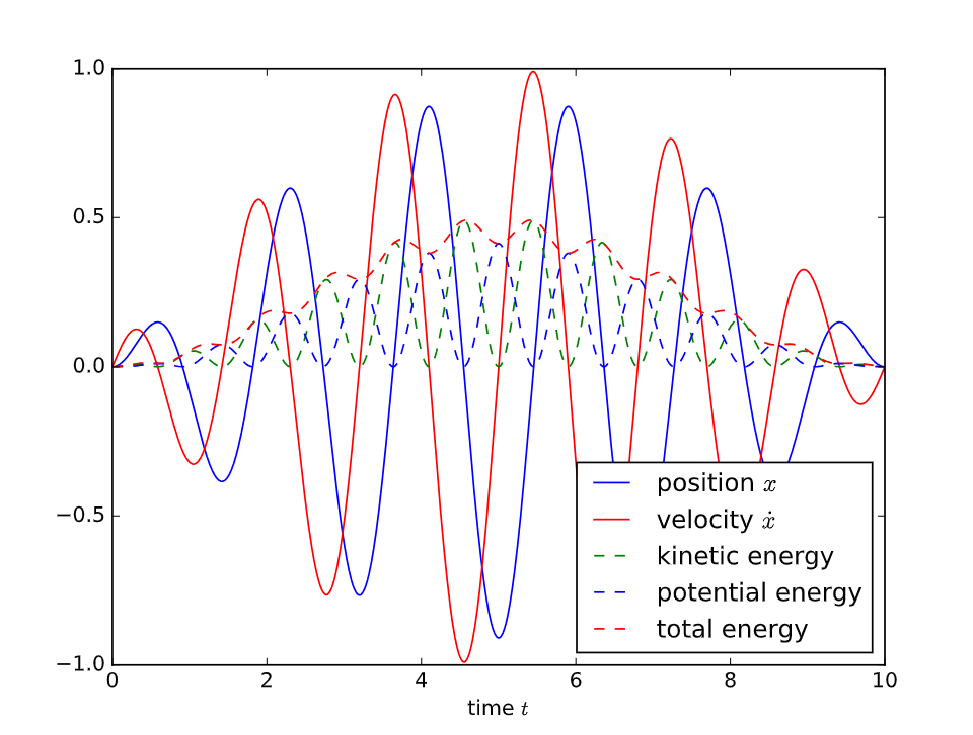 1.0
0.5
0.0
−0.5
−1.0
0 2 4 6 8 10
time t
position x
velocity ẋ
kinetic energy
potential energy
total energy